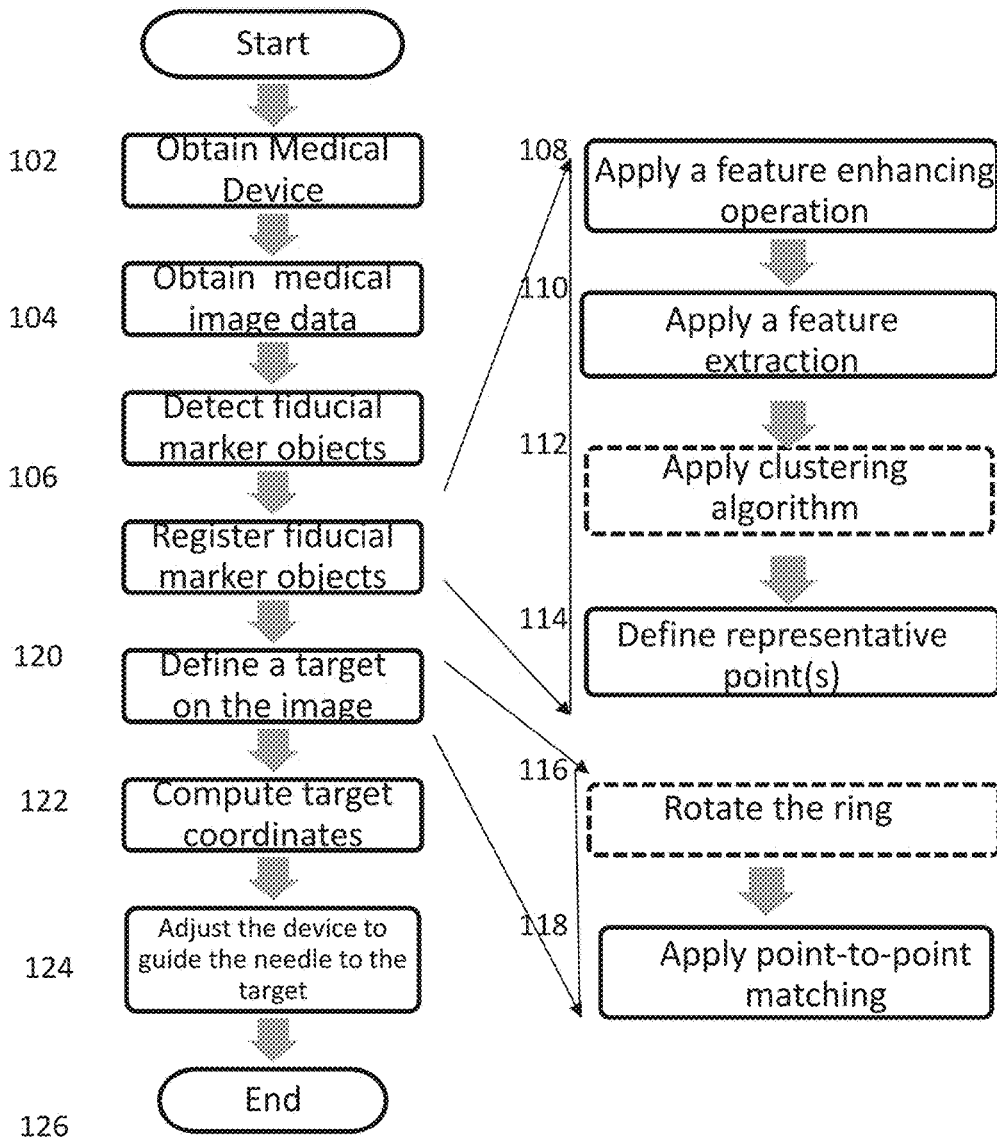 Start
102
Obtain Medical
Device
104
Obtain medical
image data
Detect fiducial
marker objects
106
Register fiducial
marker objects
120
Define a target
on the image
122
Compute target
coordinates
124
Adjust the device to
guide the needle to the
target
End
126
108
Apply a feature enhancing
operation
110
Apply a feature
extraction
112
Apply clustering
algorithm
114
Define representative
point(s)
116
Rotate the ring
118
Apply point-to-point
matching